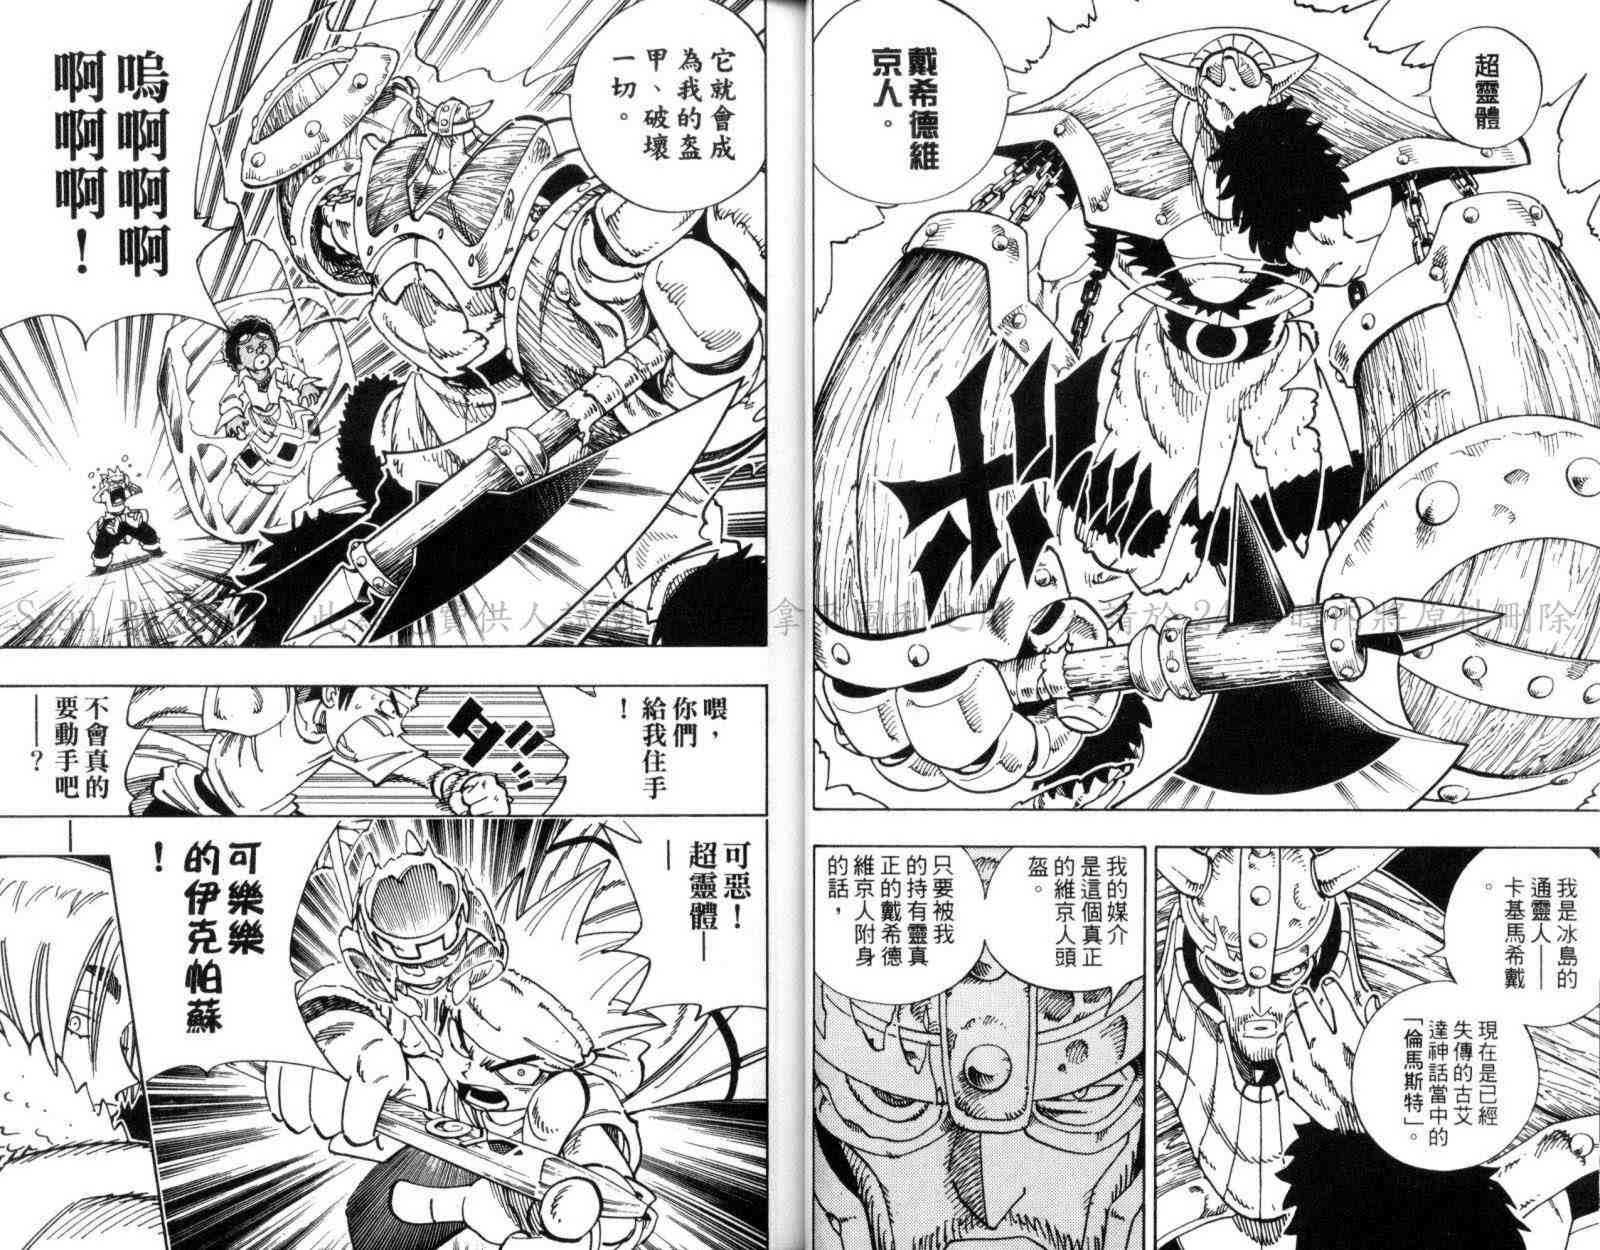 超靈體
戴希德維
京人。
ボパ
我是冰島的
通靈人——
卡基馬希戴
。
現在是已經
失傳的古艾
達神話當中的
「倫馬斯特」。
我的媒介
是這個真正
的維京人頭
盔。
只要被我
的持有靈真
正的戴希德
維京人附身
的話，
它就會成
為我的盔
甲、破壞
一切。
嗚啊啊啊
啊啊啊！
喂，
你們
給我住手
！
ダッ
不會真的
要動手吧
——？
可惡！
超靈體—
—
可樂樂
的伊克帕蘇
！